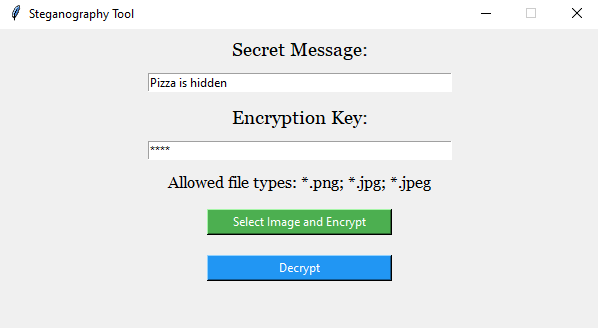 Steganography Tool
Secret Message:
Pizza is hidden
Encryption Key:
****
Allowed file types: *.png; *.jpg; *.jpeg
Select Image and Encrypt
Decrypt